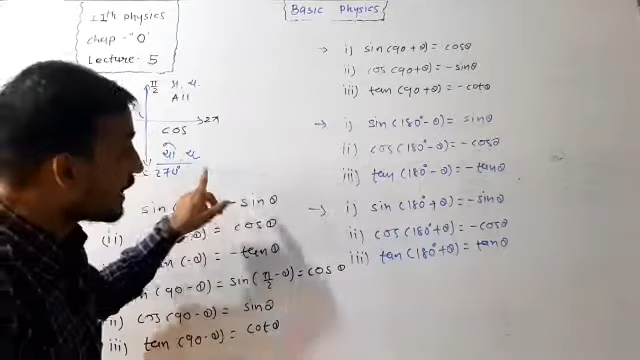 11th physics
chap - "0"
Lecture - 5
Basic Physics
π/2
All
2π
cos
270°
sin
- sinθ
(ii) = cosθ
(-θ) = - tanθ
(90-θ) = sin(π/2-θ) = cosθ
cos(90-θ) = sinθ
iii) tan(90-θ) = cotθ
→ i) sin(90+θ) = cosθ
ii) cos(90+θ) = -sinθ
iii) tan(90+θ) = -cotθ
→ i) sin(180°-θ) = sinθ
ii) cos(180°-θ) = -cosθ
iii) tan(180°-θ) = -tanθ
→ i) sin(180°+θ) = -sinθ
ii) cos(180°+θ) = -cosθ
iii) tan(180°+θ) = tanθ